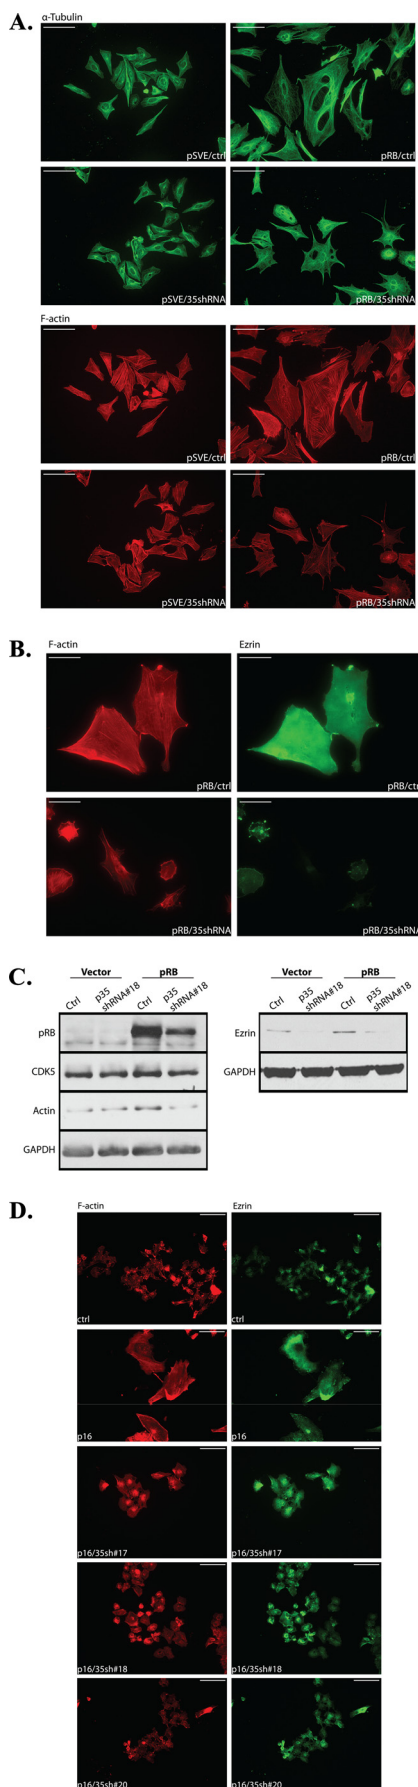 A.
α-Tubulin
pSVE/ctrl
pRB/ctrl
pSVE/35shRNA
pRB/35shRNA
F-actin
pSVE/ctrl
pRB/ctrl
pSVE/35shRNA
pRB/35shRNA
B.
F-actin
Ezrin
pRB/ctrl
pRB/ctrl
pRB/35shRNA
pRB/35shRNA
C.
Vector
pRB
Ctrl
p35
shRNA#18
Ctrl
p35
shRNA#18
pRB
CDK5
Actin
GAPDH
Vector
pRB
Ctrl
p35
shRNA#18
Ctrl
p35
shRNA#18
Ezrin
GAPDH
D.
F-actin
Ezrin
ctrl
ctrl
p16
p16
p16/35sh#17
p16/35sh#17
p16/35sh#18
p16/35sh#18
p16/35sh#20
p16/35sh#20